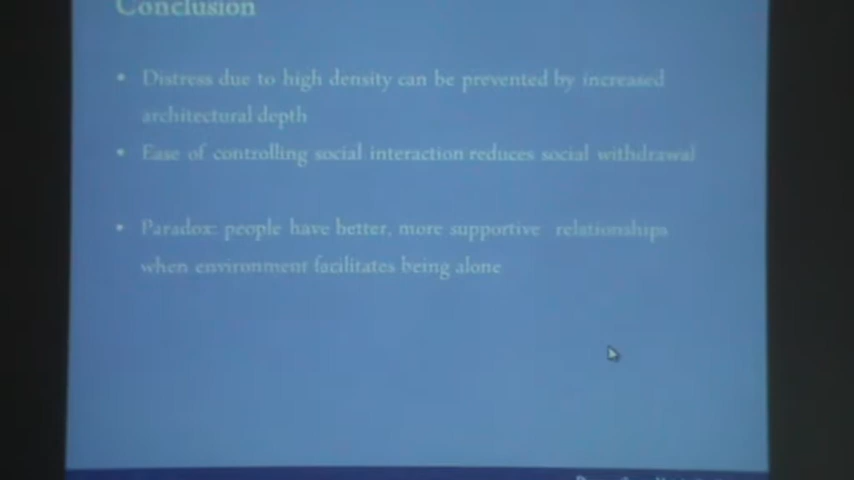 Conclusion
• Distress due to high density can be prevented by increased
architectural depth
• Ease of controlling social interaction reduces social withdrawal
• Paradox: people have better, more supportive relationships
when environment facilitates being alone